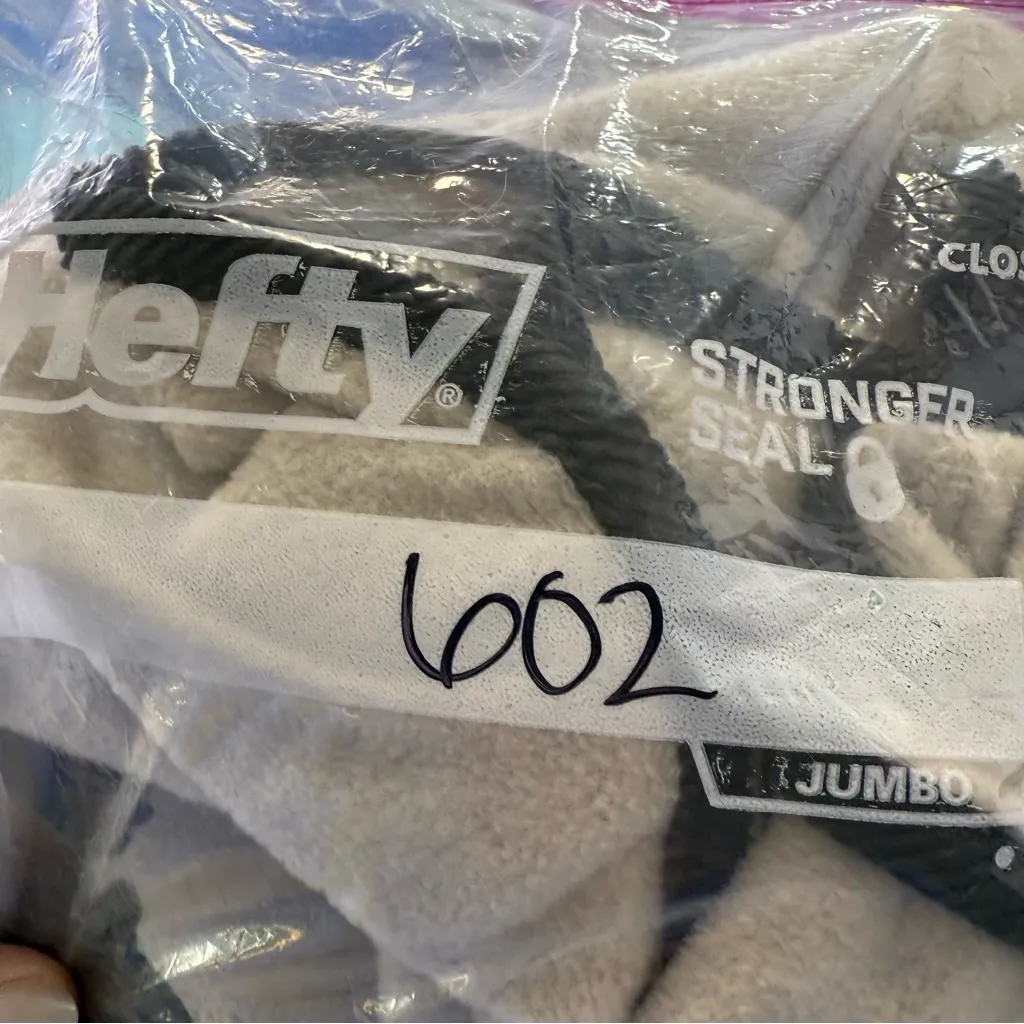 Hefty®
CLOS
STRONGER
SEAL
602
JUMBO